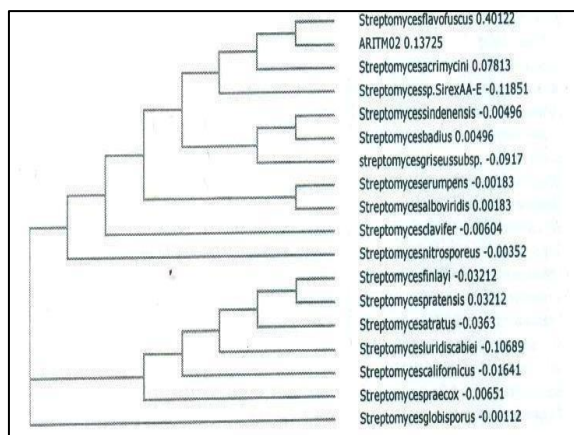 Streptomycesflavofuscus 0.40122
ARITM02 0.13725
Streptomycesacrimycini 0.07813
Streptomycessp.SirexAA-E -0.11851
Streptomycessindenensis -0.00496
Streptomycesbadius 0.00496
streptomycesgriseussubsp. -0.0917
Streptomyceserumpens -0.00183
Streptomycesalboviridis 0.00183
Streptomycesclavifer -0.00604
Streptomycesnitrosporeus -0.00352
Streptomycesfinlayi -0.03212
Streptomycespratensis 0.03212
Streptomycesatratus -0.0363
Streptomycesluridiscabiei -0.10689
Streptomycescalifornicus -0.01641
Streptomycespraecox -0.00651
Streptomycesglobisporus -0.00112